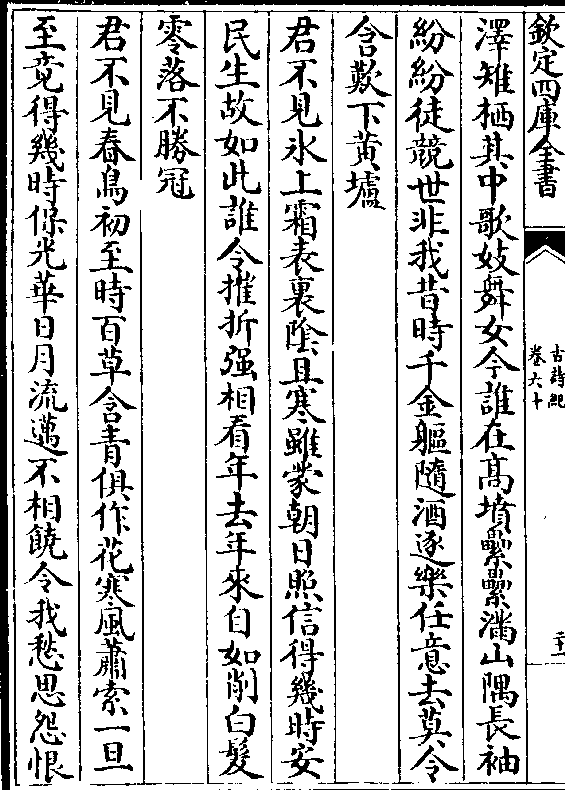 欽定四庫全書
古詩紀
卷六十
二十一
澤雉栖其中歌妓舞女今誰在髙墳纍纍滿山隅長袖
紛紛徒競世非我昔時千金軀隨酒逐樂任意去莫令
含歎下黄壚
君不見氷上霜表裏隂且寒雖蒙朝日照信得幾時安
民生故如此誰令摧折强相看年去年來自如削白髮
零落不勝冠
君不見春鳥初至時百草含青俱作花寒風蕭索一旦
至竟得幾時保光華日月流邁不相饒令我愁思怨恨